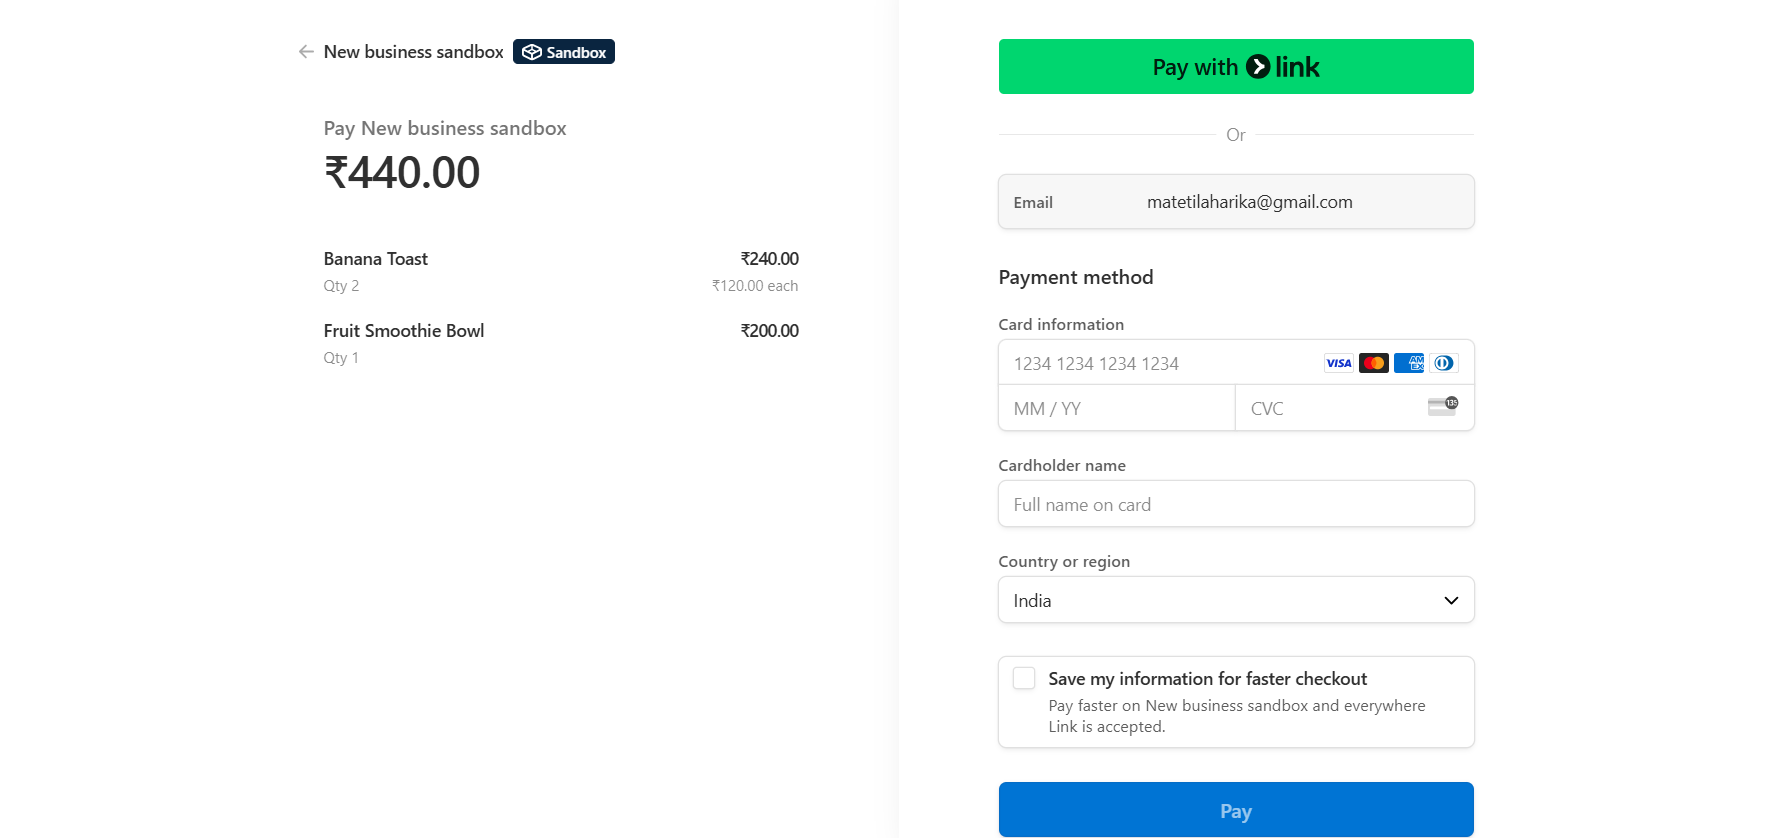 New business sandbox Sandbox
Pay New business sandbox
₹440.00
Banana Toast ₹240.00
Qty 2 ₹120.00 each
Fruit Smoothie Bowl ₹200.00
Qty 1
Pay with link
Or
Email matetilaharika@gmail.com
Payment method
Card information
1234 1234 1234 1234 VISA AM EX
MM / YY CVC 135
Cardholder name
Full name on card
Country or region
India
Save my information for faster checkout
Pay faster on New business sandbox and everywhere
Link is accepted.
Pay